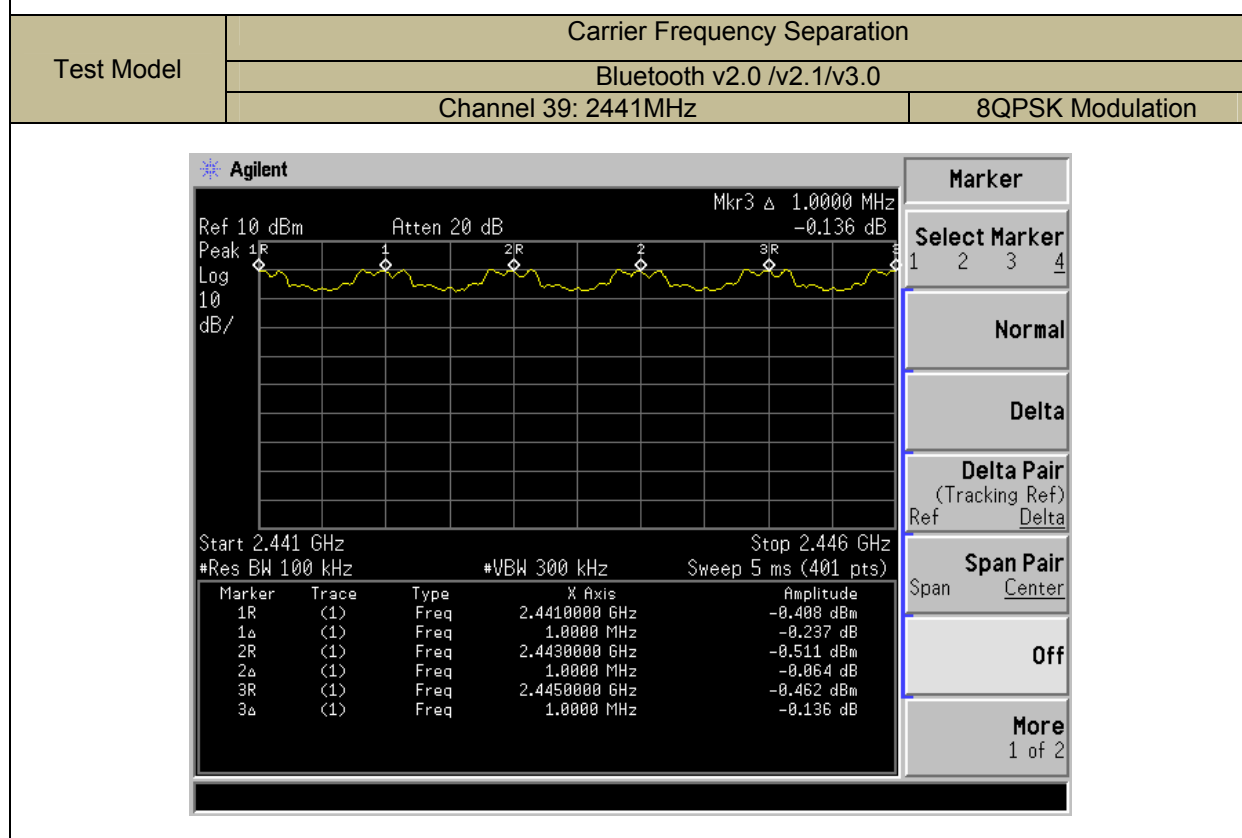 Test Model
Carrier Frequency Separation
Bluetooth v2.0 /v2.1/v3.0
Channel 39: 2441MHz 8QPSK Modulation
Agilent
Mkr3 Δ 1.0000 MHz
Ref 10 dBm Atten 20 dB -0.136 dB
Peak
Log
10
dB/
1R 1 2R 2 3R
Start 2.441 GHz Stop 2.446 GHz
#Res BW 100 kHz #VBW 300 kHz Sweep 5 ms (401 pts)
Marker Trace Type X Axis Amplitude
1R (1) Freq 2.4410000 GHz -0.408 dBm
1Δ (1) Freq 1.0000 MHz -0.237 dB
2R (1) Freq 2.4430000 GHz -0.511 dBm
2Δ (1) Freq 1.0000 MHz -0.064 dB
3R (1) Freq 2.4450000 GHz -0.462 dBm
3Δ (1) Freq 1.0000 MHz -0.136 dB
Marker
Select Marker
1 2 3 4
Normal
Delta
Delta Pair
(Tracking Ref)
Ref Delta
Span Pair
Span Center
Off
More
1 of 2